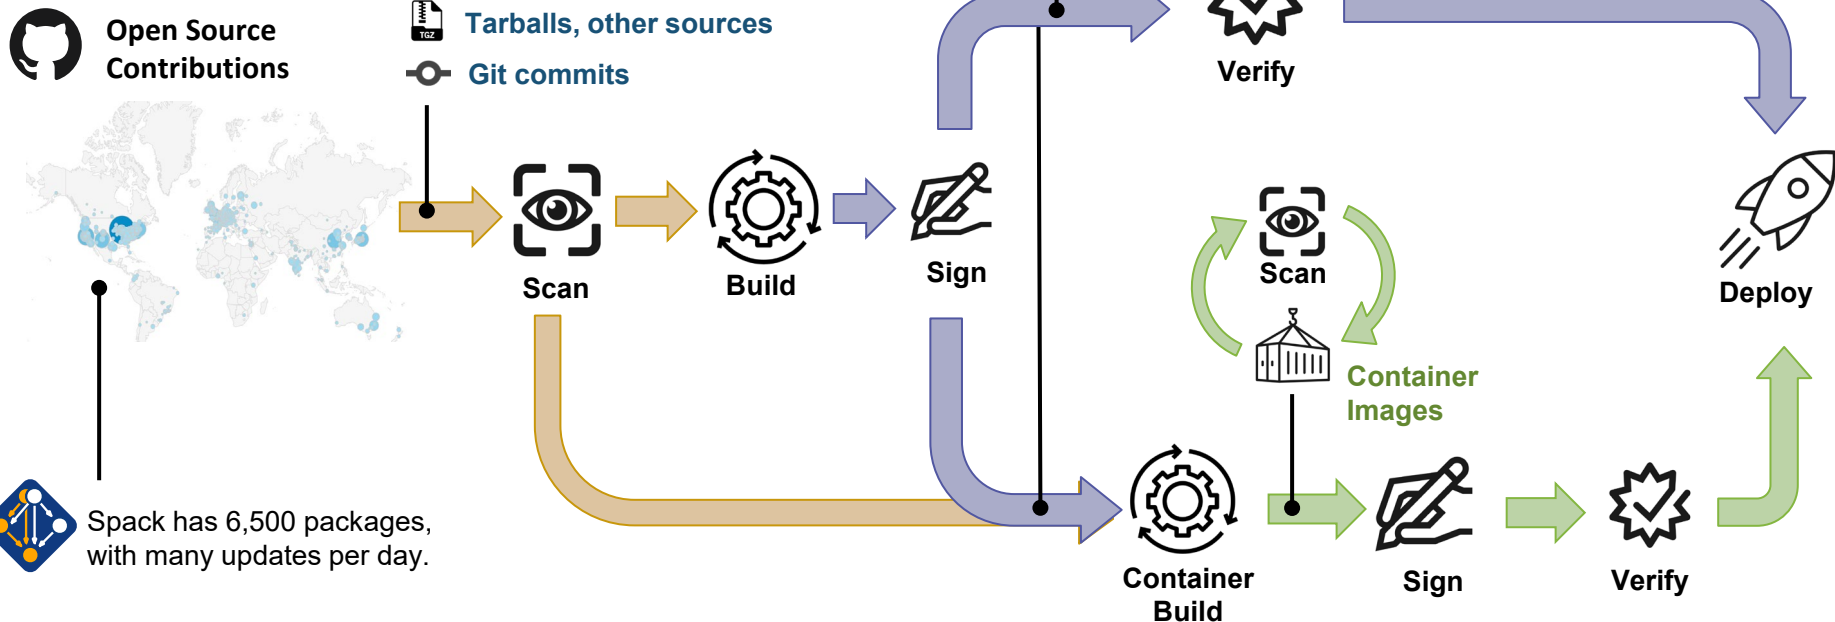 Open Source
Contributions
TGZ
Tarballs, other sources
Git commits
Verify
Scan
Build
Sign
Scan
Deploy
Container
Images
Spack has 6,500 packages,
with many updates per day.
Container
Build
Sign
Verify